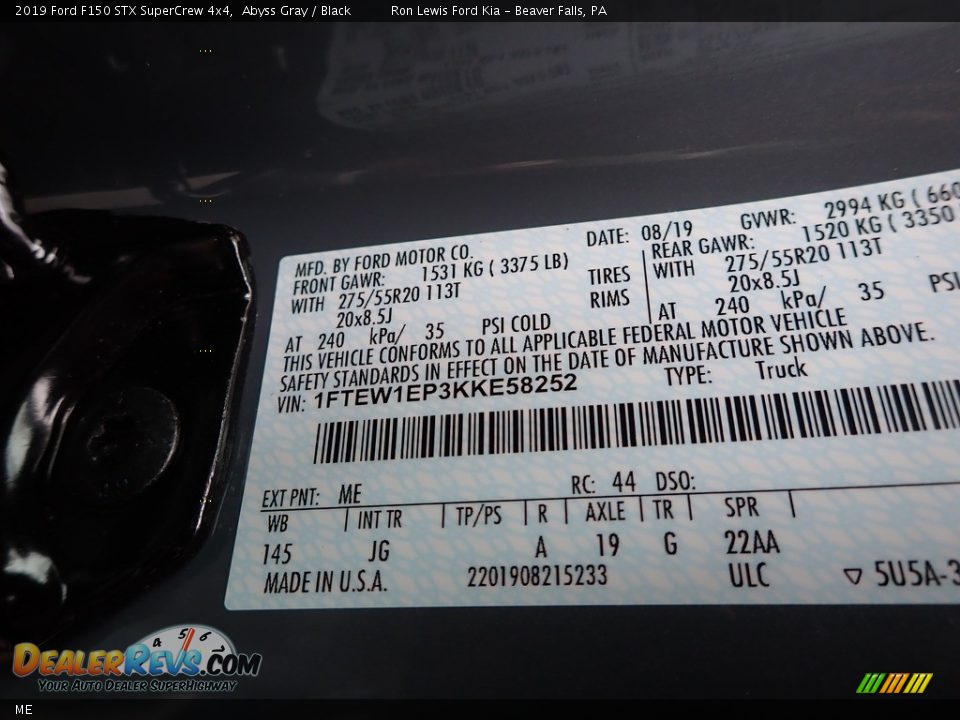 2019 Ford F150 STX SuperCrew 4x4, Abyss Gray / Black Ron Lewis Ford Kia - Beaver Falls, PA
MFD. BY FORD MOTOR CO. DATE: 08/19 GVWR: 2994 KG ( 660
FRONT GAWR: 1531 KG ( 3375 LB) REAR GAWR: 1520 KG ( 3350
WITH 275/55R20 113T TIRES WITH 275/55R20 113T
20x8.5J RIMS 20x8.5J
AT 240 kPa/ 35 PSI COLD AT 240 kPa/ 35 PSI
THIS VEHICLE CONFORMS TO ALL APPLICABLE FEDERAL MOTOR VEHICLE
SAFETY STANDARDS IN EFFECT ON THE DATE OF MANUFACTURE SHOWN ABOVE.
VIN: 1FTEW1EP3KKE58252 TYPE: Truck
EXT PNT: ME RC: 44 DSO:
WB INT TR TP/PS R AXLE TR SPR
145 JG A 19 G 22AA
MADE IN U.S.A. 2201908215233 ULC 5U5A-3
4 5 6
DEALERREVS.COM
YOUR AUTO DEALER SUPERHIGHWAY
ME